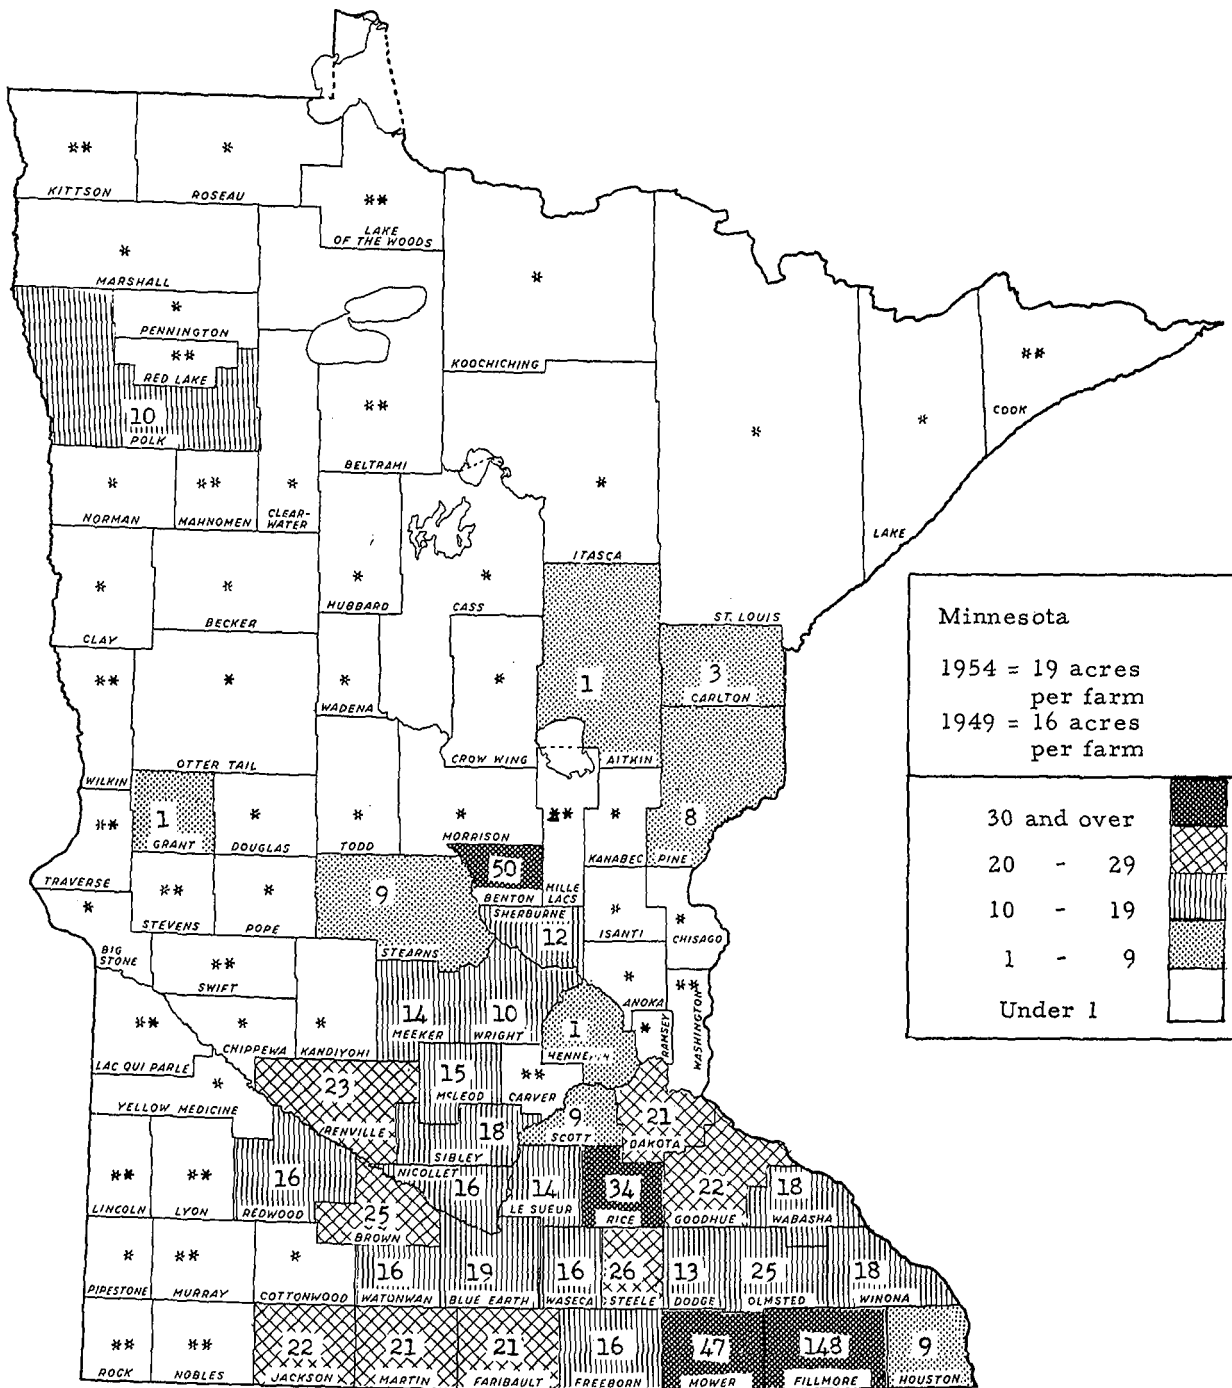 ** *
KITTSON ROSEAU
**
LAKE
OF THE WOODS
*
MARSHALL
*
PENNINGTON
**
RED LAKE
10
POLK
*
KOOCHICHING
**
BELTRAMI
*
ST. LOUIS
*
LAKE
**
COOK
*
NORMAN
**
MAHNOMEN
*
CLEAR-
WATER
*
ITASCA
*
CLAY
*
BECKER
*
HUBBARD
*
CASS
**
WILKIN
*
OTTER TAIL
*
WADENA
*
CROW WING
1
AITKIN
3
CARLTON
Minnesota
1954 = 19 acres
per farm
1949 = 16 acres
per farm
30 and over
20 - 29
10 - 19
1 - 9
Under 1
**
TRAVERSE
1
GRANT
*
DOUGLAS
*
TODD
*
MORRISON
**
MILLE
LACS
*
KANABEC
8
PINE
*
BIG
STONE
**
STEVENS
*
POPE
9
STEARNS
50
BENTON
SHERBURNE
12
*
ISANTI
*
CHISAGO
**
SWIFT
**
LAC QUI PARLE
*
CHIPPEWA
*
KANDIYOHI
14
MEEKER
10
WRIGHT
1
HENNEPIN
*
ANOKA
*
RAMSEY
**
WASHINGTON
*
YELLOW MEDICINE
23
RENVILLE
15
McLEOD
**
CARVER
18
SIBLEY
9
SCOTT
21
DAKOTA
**
LINCOLN
**
LYON
16
REDWOOD
25
BROWN
NICOLLET
16
14
LE SUEUR
34
RICE
22
GOODHUE
18
WABASHA
*
PIPESTONE
**
MURRAY
*
COTTONWOOD
16
WATONWAN
19
BLUE EARTH
16
WASECA
26
STEELE
13
DODGE
25
OLMSTED
18
WINONA
**
ROCK
**
NOBLES
22
JACKSON
21
MARTIN
21
FARIBAULT
16
FREEBORN
47
MOWER
148
FILLMORE
9
HOUSTON